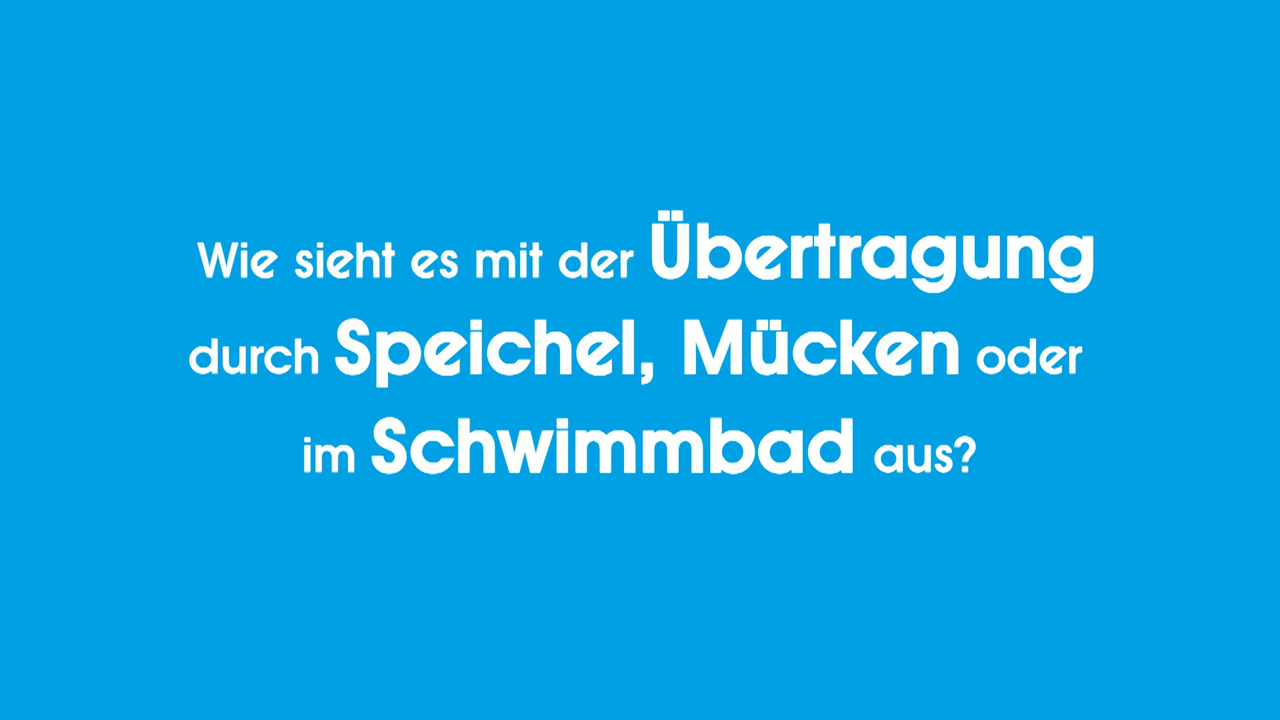 Wie sieht es mit der Übertragung
durch Speichel, Mücken oder
im Schwimmbad aus?